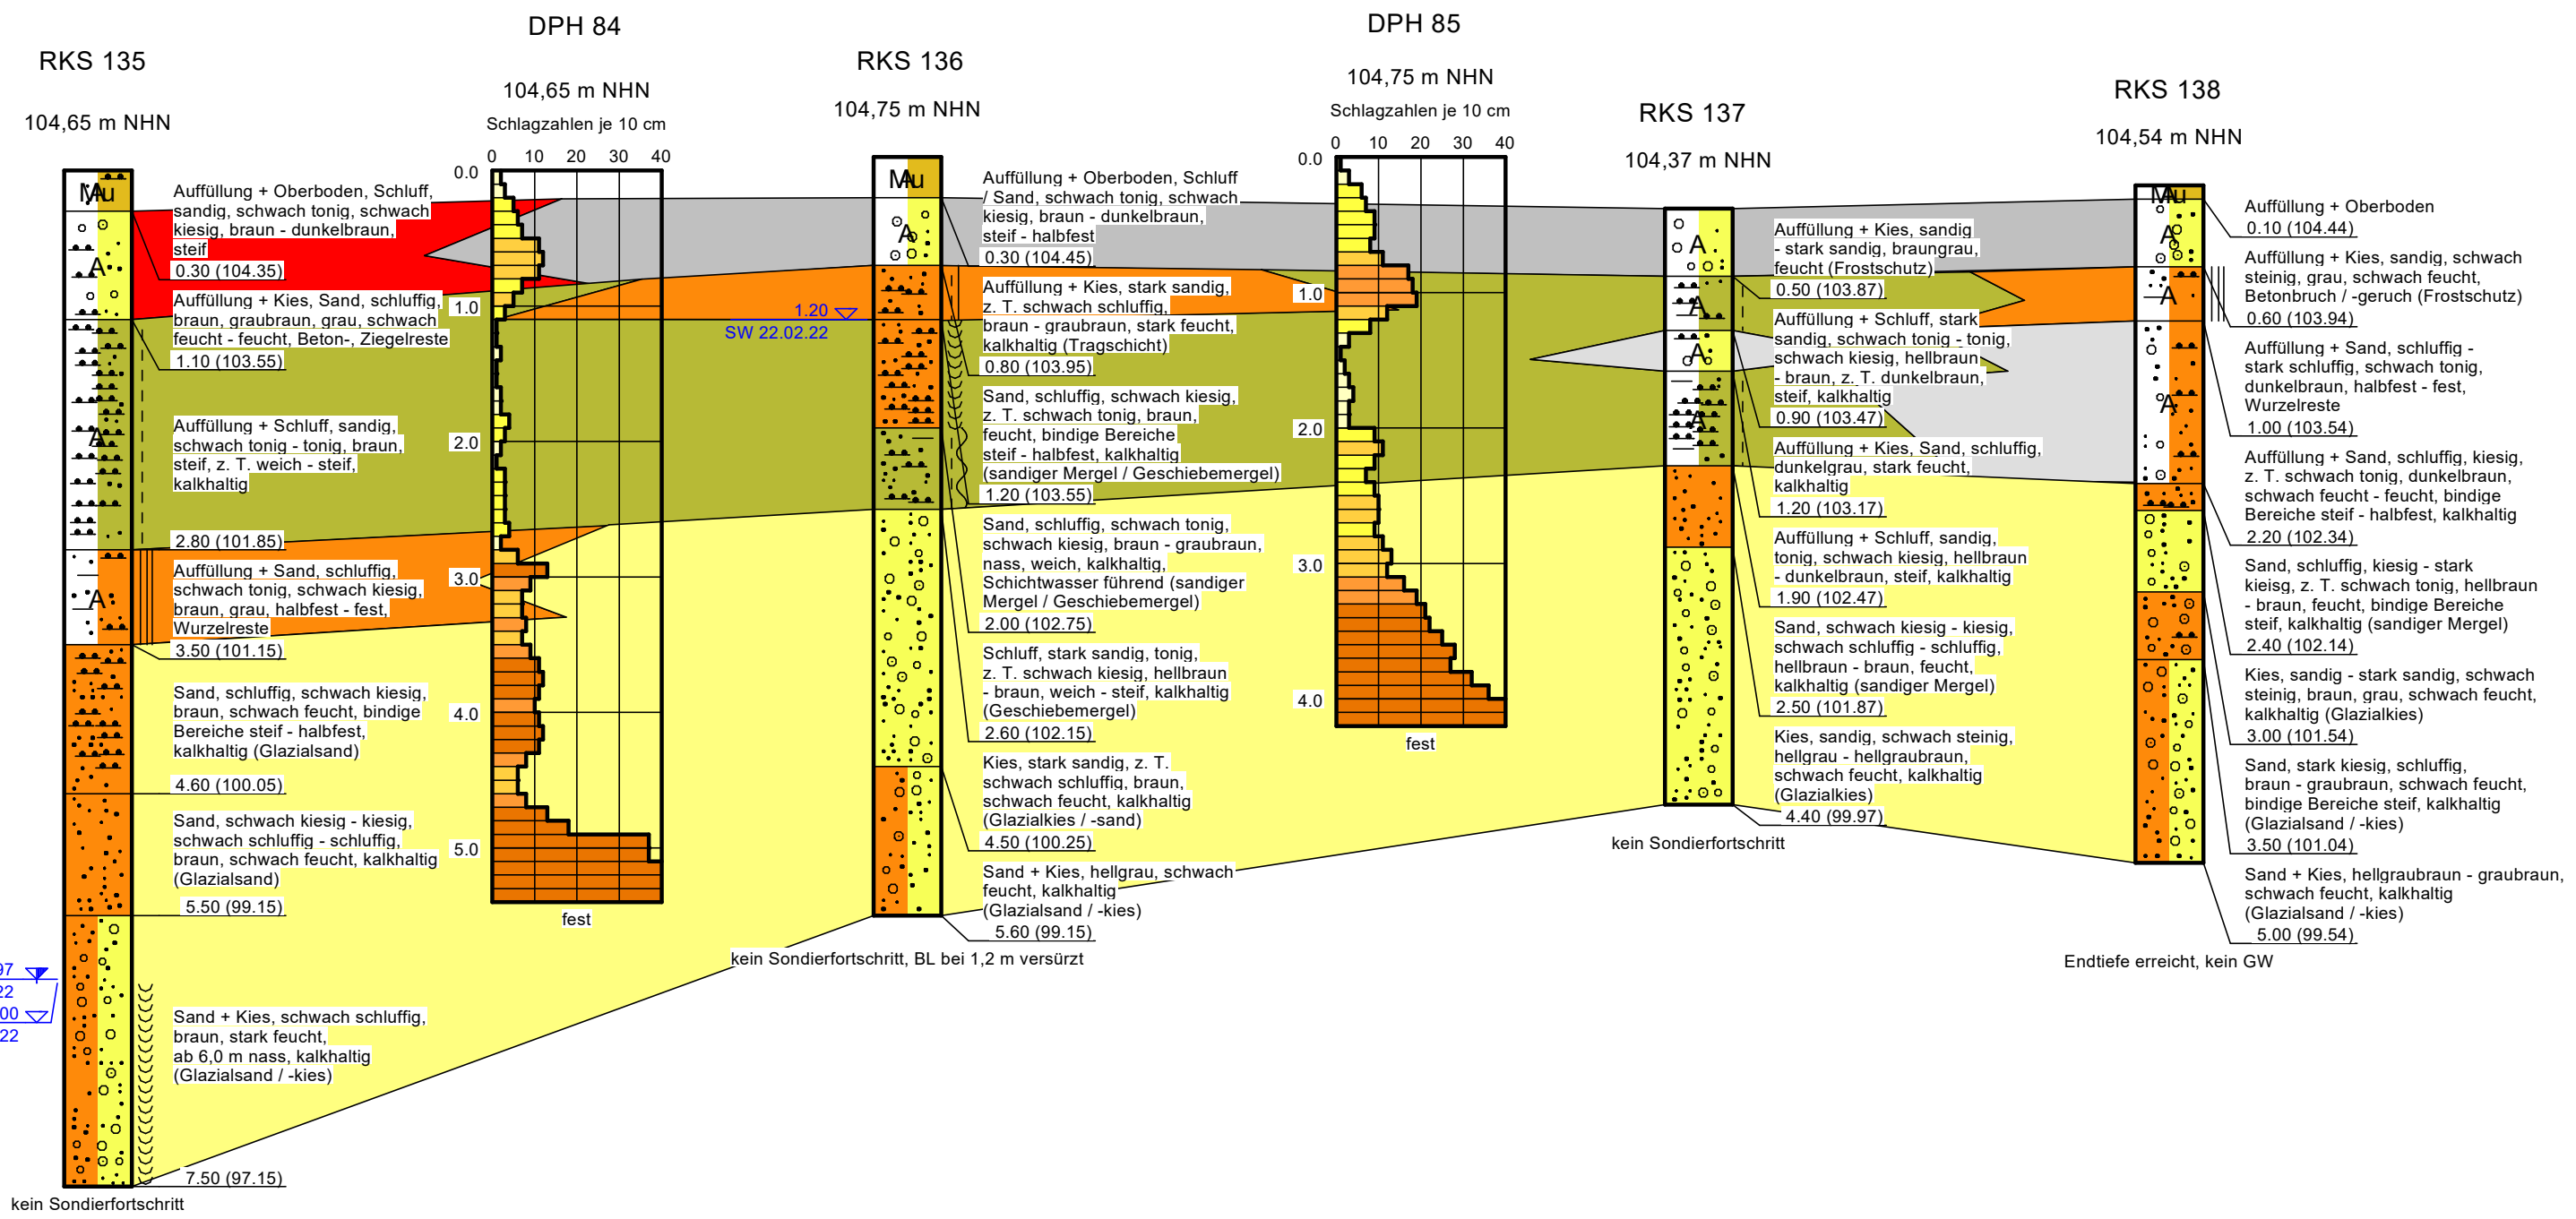 RKS 135
104,65 m NHN
Mu
A
A
A
Auffüllung + Oberboden, Schluff,
sandig, schwach tonig, schwach
kiesig, braun - dunkelbraun,
steif
0.30 (104.35)
Auffüllung + Kies, Sand, schluffig,
braun, graubraun, grau, schwach
feucht - feucht, Beton-, Ziegelreste
1.10 (103.55)
Auffüllung + Schluff, sandig,
schwach tonig - tonig, braun,
steif, z. T. weich - steif,
kalkhaltig
2.80 (101.85)
Auffüllung + Sand, schluffig,
schwach tonig, schwach kiesig,
braun, grau, halbfest - fest,
Wurzelreste
3.50 (101.15)
Sand, schluffig, schwach kiesig,
braun, schwach feucht, bindige
Bereiche steif - halbfest,
kalkhaltig (Glazialsand)
4.60 (100.05)
Sand, schwach kiesig - kiesig,
schwach schluffig - schluffig,
braun, schwach feucht, kalkhaltig
(Glazialsand)
5.50 (99.15)
97
22
00
22
Sand + Kies, schwach schluffig,
braun, stark feucht,
ab 6,0 m nass, kalkhaltig
(Glazialsand / -kies)
7.50 (97.15)
kein Sondierfortschritt
DPH 84
104,65 m NHN
Schlagzahlen je 10 cm
0 10 20 30 40
0.0
1.0
2.0
3.0
4.0
5.0
fest
RKS 136
104,75 m NHN
Mu
A
1.20
SW 22.02.22
Auffüllung + Oberboden, Schluff
/ Sand, schwach tonig, schwach
kiesig, braun - dunkelbraun,
steif - halbfest
0.30 (104.45)
Auffüllung + Kies, stark sandig,
z. T. schwach schluffig,
braun - graubraun, stark feucht,
kalkhaltig (Tragschicht)
0.80 (103.95)
Sand, schluffig, schwach kiesig,
z. T. schwach tonig, braun,
feucht, bindige Bereiche
steif - halbfest, kalkhaltig
(sandiger Mergel / Geschiebemergel)
1.20 (103.55)
Sand, schluffig, schwach tonig,
schwach kiesig, braun - graubraun,
nass, weich, kalkhaltig,
Schichtwasser führend (sandiger
Mergel / Geschiebemergel)
2.00 (102.75)
Schluff, stark sandig, tonig,
z. T. schwach kiesig, hellbraun
- braun, weich - steif, kalkhaltig
(Geschiebemergel)
2.60 (102.15)
Kies, stark sandig, z. T.
schwach schluffig, braun,
schwach feucht, kalkhaltig
(Glazialkies / -sand)
4.50 (100.25)
Sand + Kies, hellgrau, schwach
feucht, kalkhaltig
(Glazialsand / -kies)
5.60 (99.15)
kein Sondierfortschritt, BL bei 1,2 m versürzt
DPH 85
104,75 m NHN
Schlagzahlen je 10 cm
0 10 20 30 40
0.0
1.0
2.0
3.0
4.0
fest
RKS 137
104,37 m NHN
A
A
A
A
Auffüllung + Kies, sandig
- stark sandig, braungrau,
feucht (Frostschutz)
0.50 (103.87)
Auffüllung + Schluff, stark
sandig, schwach tonig - tonig,
schwach kiesig, hellbraun
- braun, z. T. dunkelbraun,
steif, kalkhaltig
0.90 (103.47)
Auffüllung + Kies, Sand, schluffig,
dunkelgrau, stark feucht,
kalkhaltig
1.20 (103.17)
Auffüllung + Schluff, sandig,
tonig, schwach kiesig, hellbraun
- dunkelbraun, steif, kalkhaltig
1.90 (102.47)
Sand, schwach kiesig - kiesig,
schwach schluffig - schluffig,
hellbraun - braun, feucht,
kalkhaltig (sandiger Mergel)
2.50 (101.87)
Kies, sandig, schwach steinig,
hellgrau - hellgraubraun,
schwach feucht, kalkhaltig
(Glazialkies)
4.40 (99.97)
kein Sondierfortschritt
RKS 138
104,54 m NHN
Mu
A
A
A
Auffüllung + Oberboden
0.10 (104.44)
Auffüllung + Kies, sandig, schwach
steinig, grau, schwach feucht,
Betonbruch / -geruch (Frostschutz)
0.60 (103.94)
Auffüllung + Sand, schluffig -
stark schluffig, schwach tonig,
dunkelbraun, halbfest - fest,
Wurzelreste
1.00 (103.54)
Auffüllung + Sand, schluffig, kiesig,
z. T. schwach tonig, dunkelbraun,
schwach feucht - feucht, bindige
Bereiche steif - halbfest, kalkhaltig
2.20 (102.34)
Sand, schluffig, kiesig - stark
kieisg, z. T. schwach tonig, hellbraun
- braun, feucht, bindige Bereiche
steif, kalkhaltig (sandiger Mergel)
2.40 (102.14)
Kies, sandig - stark sandig, schwach
steinig, braun, grau, schwach feucht,
kalkhaltig (Glazialkies)
3.00 (101.54)
Sand, stark kiesig, schluffig,
braun - graubraun, schwach feucht,
bindige Bereiche steif, kalkhaltig
(Glazialsand / -kies)
3.50 (101.04)
Sand + Kies, hellgraubraun - graubraun,
schwach feucht, kalkhaltig
(Glazialsand / -kies)
5.00 (99.54)
Endtiefe erreicht, kein GW